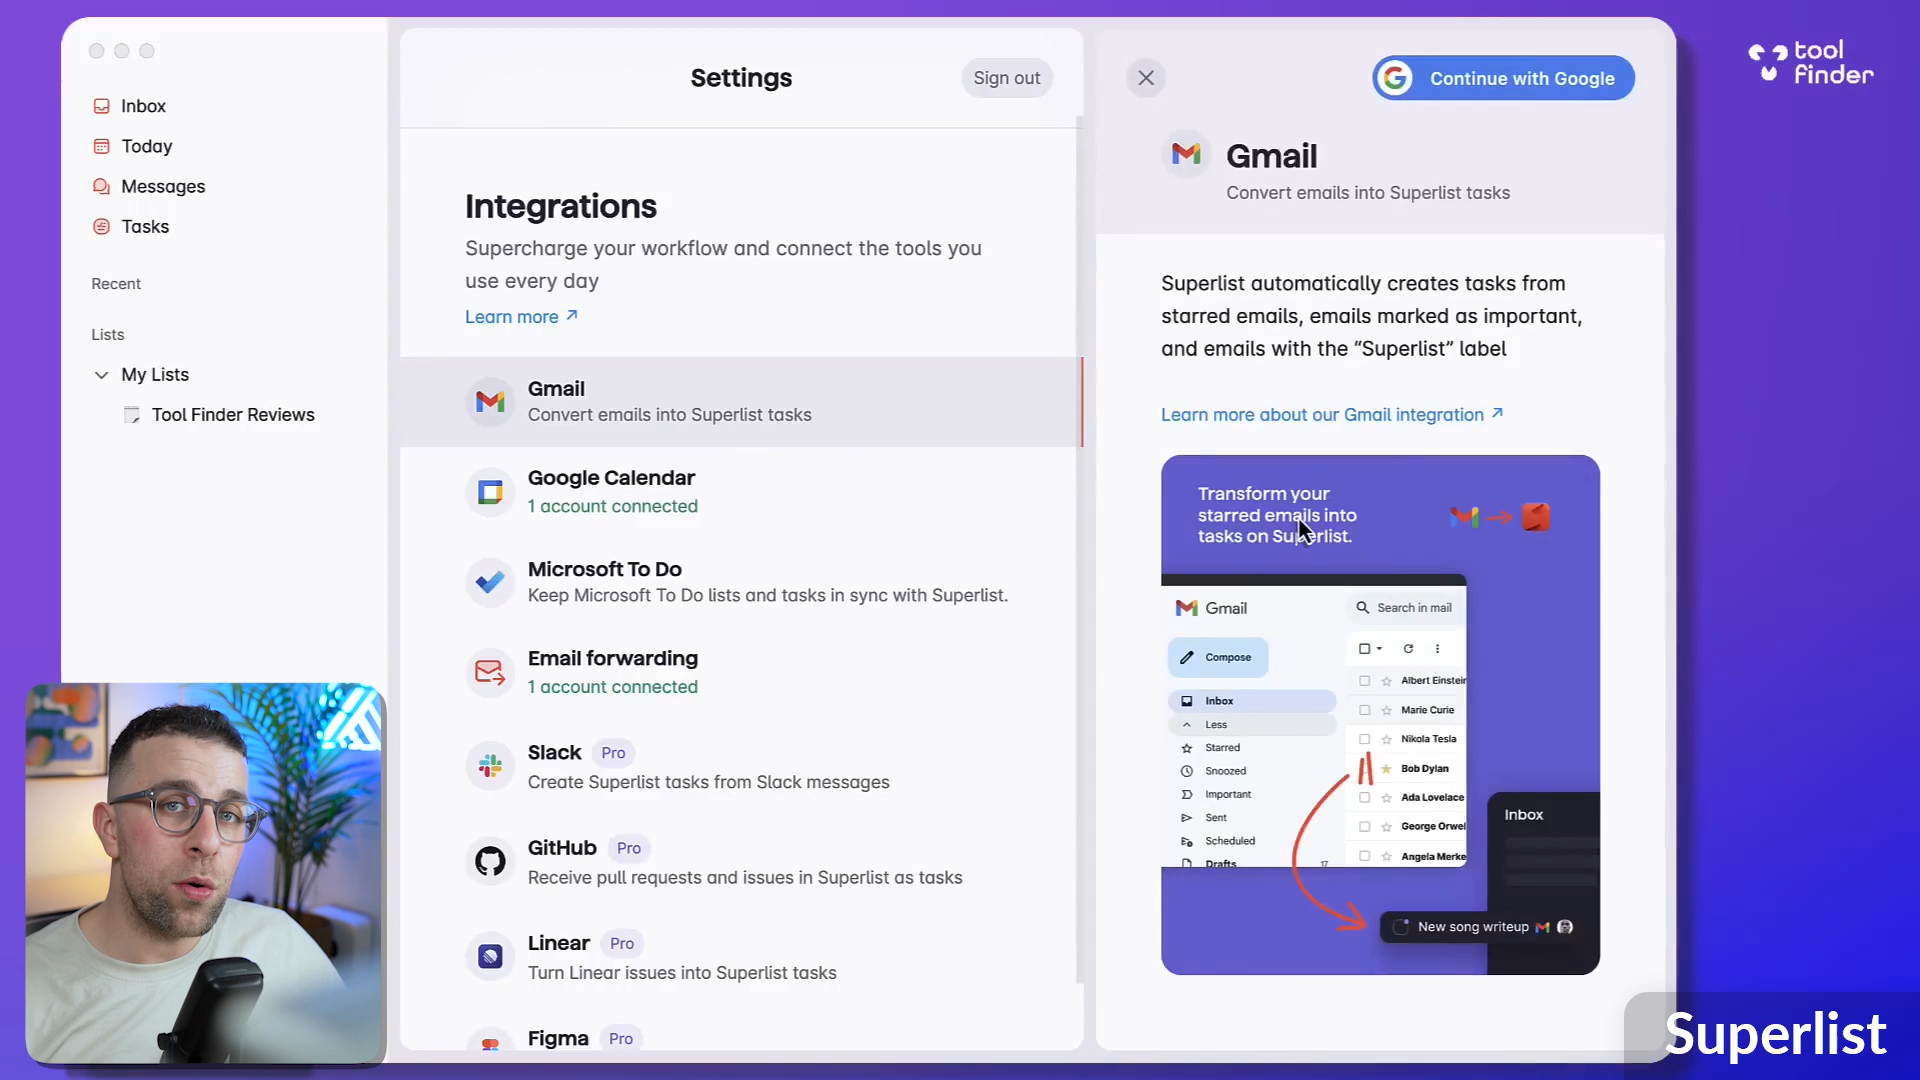 Inbox
Today
Messages
Tasks
Recent
Lists
My Lists
Tool Finder Reviews
Settings
Sign out
Integrations
Supercharge your workflow and connect the tools you
use every day
Learn more ↗
Gmail
Convert emails into Superlist tasks
Google Calendar
1 account connected
Microsoft To Do
Keep Microsoft To Do lists and tasks in sync with Superlist.
Email forwarding
1 account connected
Slack Pro
Create Superlist tasks from Slack messages
GitHub Pro
Receive pull requests and issues in Superlist as tasks
Linear Pro
Turn Linear issues into Superlist tasks
Figma Pro
Continue with Google
Gmail
Convert emails into Superlist tasks
Superlist automatically creates tasks from
starred emails, emails marked as important,
and emails with the “Superlist” label
Learn more about our Gmail integration ↗
Transform your
starred emails into
tasks on Superlist.
Gmail
Search in mail
Compose
Inbox
Less
Starred
Snoozed
Important
Sent
Scheduled
Drafts 17
Albert Einstein
Marie Curie
Nikola Tesla
Bob Dylan
Ada Lovelace
George Orwel
Angela Merke
Inbox
New song writeup
tool
finder
Superlist